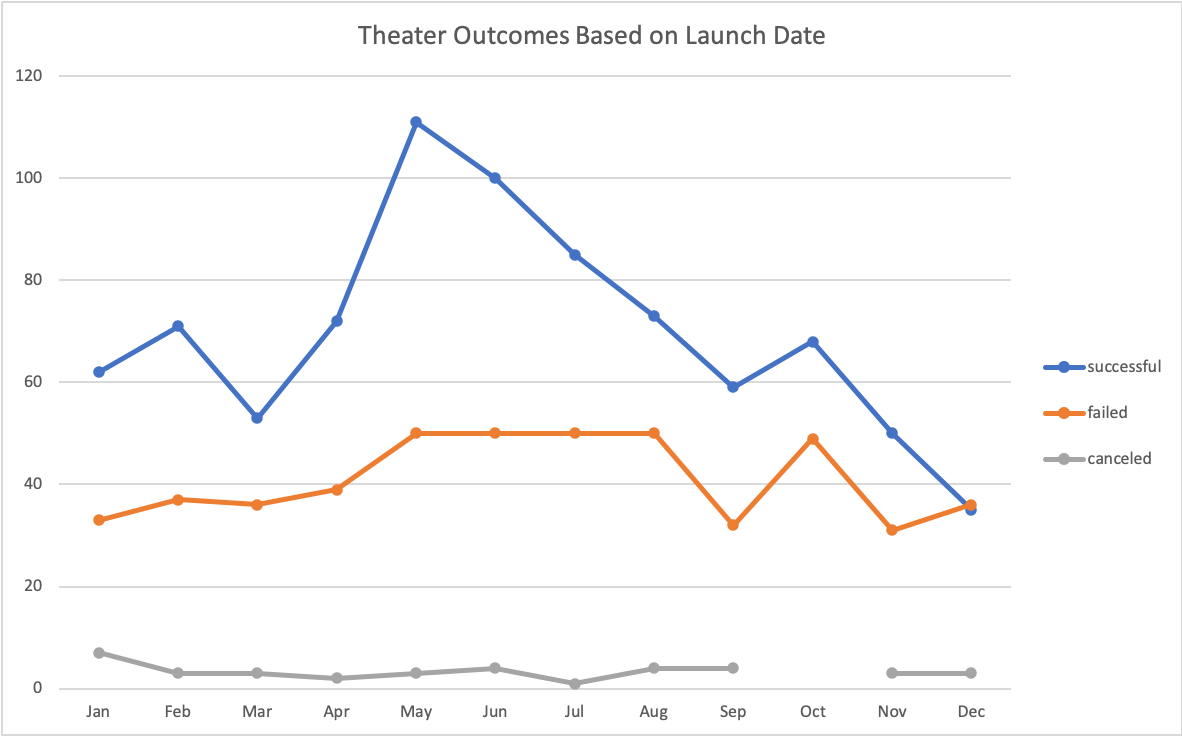 Theater Outcomes Based on Launch Date
120
100
80
60
40
20
0
Jan Feb Mar Apr May Jun Jul Aug Sep Oct Nov Dec
successful
failed
canceled